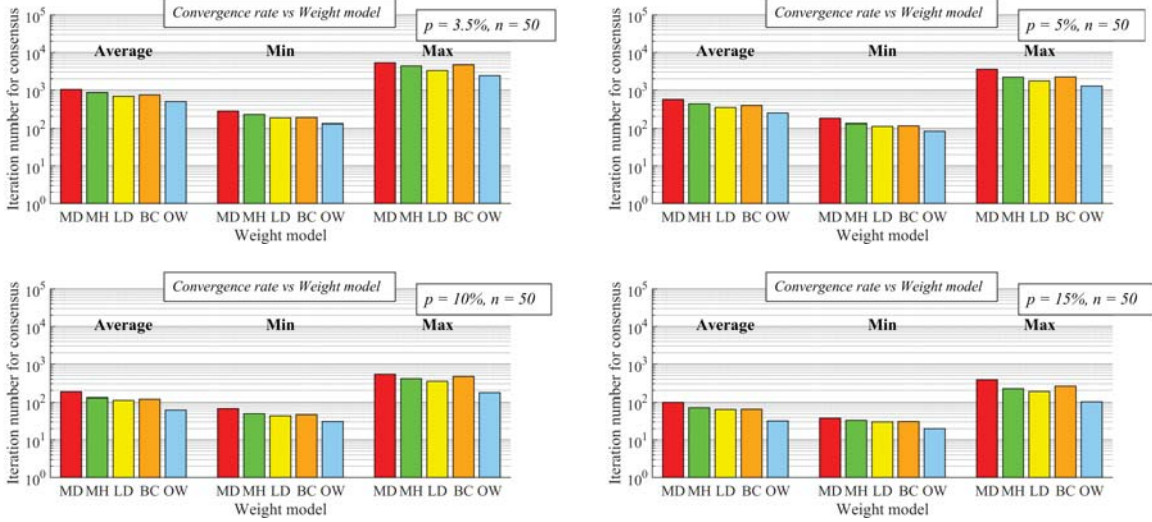 Convergence rate vs Weight model
p = 3.5%, n = 50
Average Min Max
Iteration number for consensus
10^5
10^4
10^3
10^2
10^1
10^0
MD MH LD BC OW MD MH LD BC OW MD MH LD BC OW
Weight model
Convergence rate vs Weight model
p = 5%, n = 50
Average Min Max
Iteration number for consensus
10^5
10^4
10^3
10^2
10^1
10^0
MD MH LD BC OW MD MH LD BC OW MD MH LD BC OW
Weight model
Convergence rate vs Weight model
p = 10%, n = 50
Average Min Max
Iteration number for consensus
10^5
10^4
10^3
10^2
10^1
10^0
MD MH LD BC OW MD MH LD BC OW MD MH LD BC OW
Weight model
Convergence rate vs Weight model
p = 15%, n = 50
Average Min Max
Iteration number for consensus
10^5
10^4
10^3
10^2
10^1
10^0
MD MH LD BC OW MD MH LD BC OW MD MH LD BC OW
Weight model